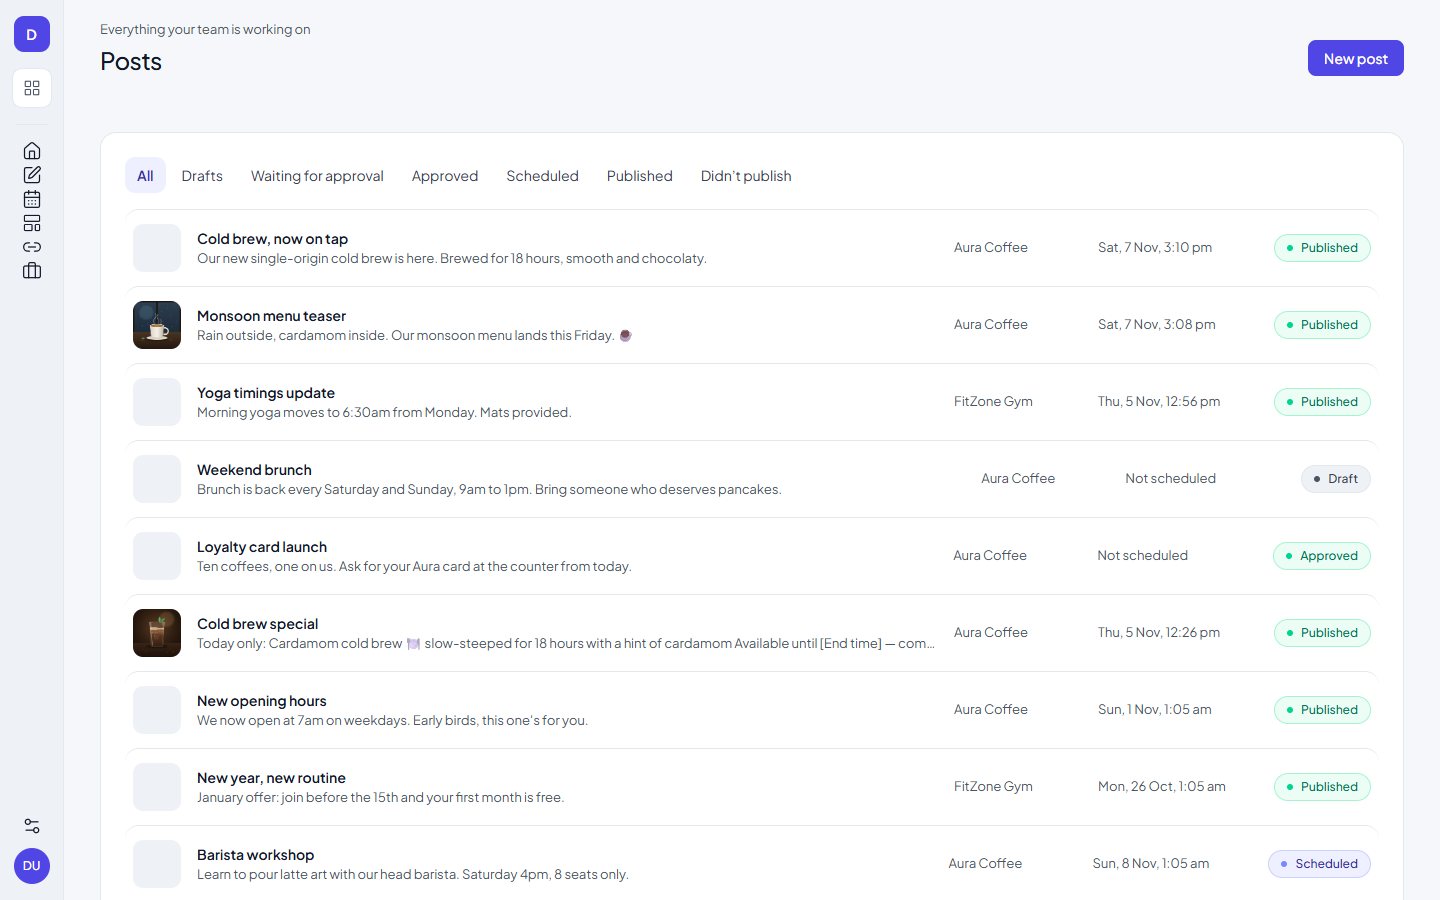 D
Everything your team is working on
Posts
New post
All Drafts Waiting for approval Approved Scheduled Published Didn't publish
Cold brew, now on tap
Our new single-origin cold brew is here. Brewed for 18 hours, smooth and chocolaty.
Aura Coffee Sat, 7 Nov, 3:10 pm Published
Monsoon menu teaser
Rain outside, cardamom inside. Our monsoon menu lands this Friday.
Aura Coffee Sat, 7 Nov, 3:08 pm Published
Yoga timings update
Morning yoga moves to 6:30am from Monday. Mats provided.
FitZone Gym Thu, 5 Nov, 12:56 pm Published
Weekend brunch
Brunch is back every Saturday and Sunday, 9am to 1pm. Bring someone who deserves pancakes.
Aura Coffee Not scheduled Draft
Loyalty card launch
Ten coffees, one on us. Ask for your Aura card at the counter from today.
Aura Coffee Not scheduled Approved
Cold brew special
Today only: Cardamom cold brew 🍽️ slow-steeped for 18 hours with a hint of cardamom Available until [End time] — com…
Aura Coffee Thu, 5 Nov, 12:26 pm Published
New opening hours
We now open at 7am on weekdays. Early birds, this one's for you.
Aura Coffee Sun, 1 Nov, 1:05 am Published
New year, new routine
January offer: join before the 15th and your first month is free.
FitZone Gym Mon, 26 Oct, 1:05 am Published
Barista workshop
Learn to pour latte art with our head barista. Saturday 4pm, 8 seats only.
Aura Coffee Sun, 8 Nov, 1:05 am Scheduled
DU